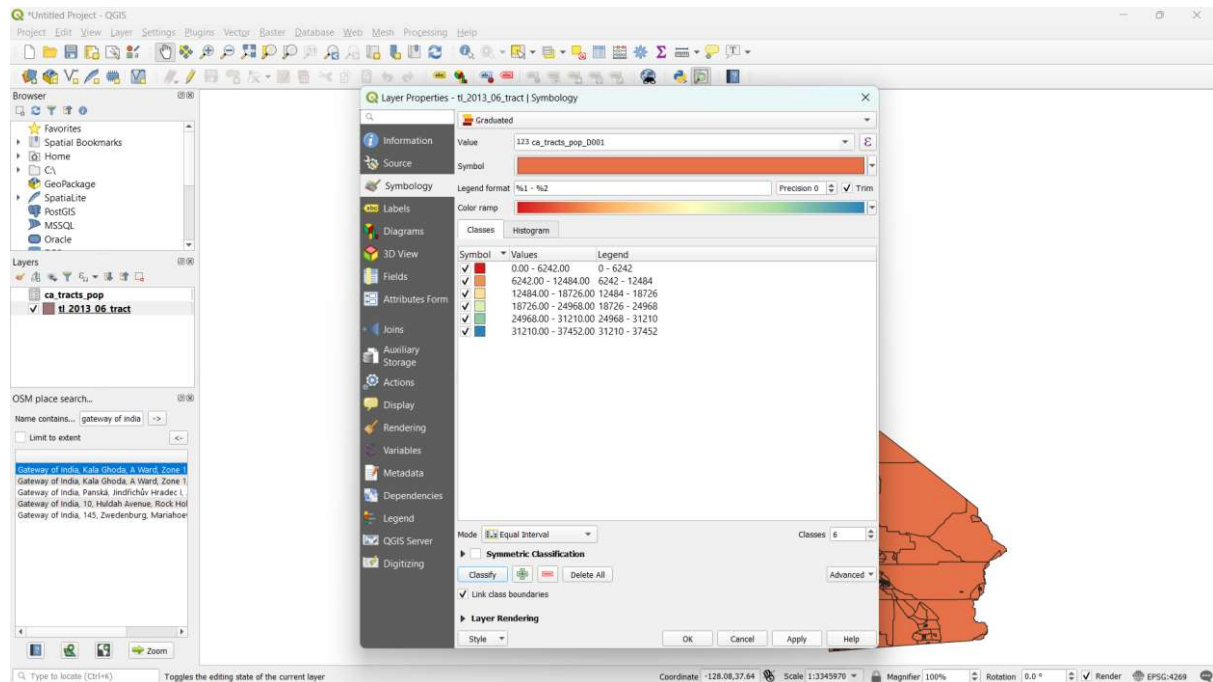 *Untitled Project - QGIS
Project Edit View Layer Settings Plugins Vector Raster Database Web Mesh Processing Help
Browser
Favorites
Spatial Bookmarks
Home
C:\
GeoPackage
SpatiaLite
PostGIS
MSSQL
Oracle
Layers
ca_tracts_pop
tl_2013_06_tract
OSM place search...
Name contains... gateway of india ->
Limit to extent <-
Gateway of India, Kala Ghoda, A Ward, Zone 1
Gateway of India, Kala Ghoda, A Ward, Zone 1
Gateway of India, Panská, Jindřichův Hradec I,
Gateway of India, 10, Huldah Avenue, Rock Hol
Gateway of India, 145, Zwedenburg, Mariahoe
Zoom
Layer Properties - tl_2013_06_tract | Symbology
Information
Source
Symbology
Labels
Diagrams
3D View
Fields
Attributes Form
Joins
Auxiliary
Storage
Actions
Display
Rendering
Variables
Metadata
Dependencies
Legend
QGIS Server
Digitizing
Graduated
Value 123 ca_tracts_pop_D001 ε
Symbol
Legend format %1 - %2 Precision 0 Trim
Color ramp
Classes Histogram
Symbol Values Legend
0.00 - 6242.00 0 - 6242
6242.00 - 12484.00 6242 - 12484
12484.00 - 18726.00 12484 - 18726
18726.00 - 24968.00 18726 - 24968
24968.00 - 31210.00 24968 - 31210
31210.00 - 37452.00 31210 - 37452
Mode Equal Interval Classes 6
Symmetric Classification
Classify Delete All Advanced
Link class boundaries
Layer Rendering
Style OK Cancel Apply Help
Type to locate (Ctrl+K) Toggles the editing state of the current layer Coordinate -128.08,37.64 Scale 1:3345970 Magnifier 100% Rotation 0.0 ° Render EPSG:4269